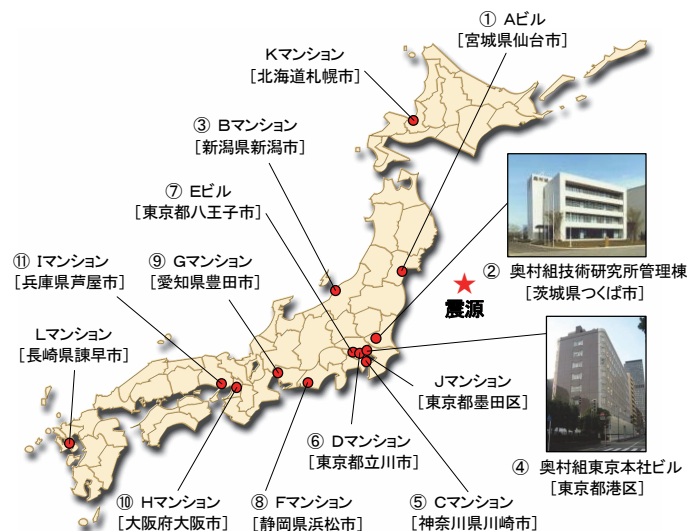 ① Aビル
[宮城県仙台市]
Kマンション
[北海道札幌市]
③ Bマンション
[新潟県新潟市]
⑦ Eビル
[東京都八王子市]
⑪ Iマンション
[兵庫県芦屋市]
⑨ Gマンション
[愛知県豊田市]
② 奥村組技術研究所管理棟
[茨城県つくば市]
震源
Lマンション
[長崎県諫早市]
Jマンション
[東京都墨田区]
⑥ Dマンション
[東京都立川市]
④ 奥村組東京本社ビル
[東京都港区]
⑩ Hマンション
[大阪府大阪市]
⑧ Fマンション
[静岡県浜松市]
⑤ Cマンション
[神奈川県川崎市]